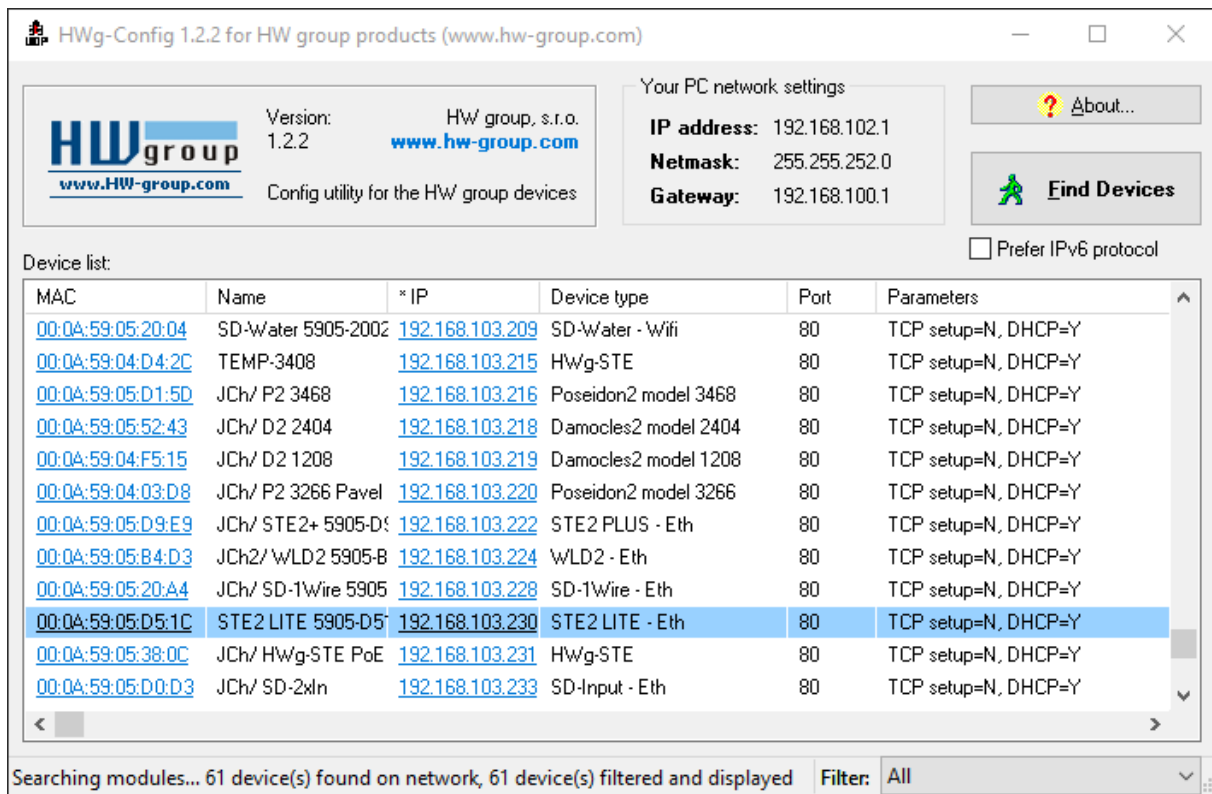 HWg-Config 1.2.2 for HW group products (www.hw-group.com)
HW group
www.HW-group.com
Version:
1.2.2
HW group, s.r.o.
www.hw-group.com
Config utility for the HW group devices
Your PC network settings
IP address: 192.168.102.1
Netmask: 255.255.252.0
Gateway: 192.168.100.1
About...
Find Devices
Prefer IPv6 protocol
Device list:
MAC Name * IP Device type Port Parameters
00:0A:59:05:20:04 SD-Water 5905-2002 192.168.103.209 SD-Water - Wifi 80 TCP setup=N, DHCP=Y
00:0A:59:04:D4:2C TEMP-3408 192.168.103.215 HWg-STE 80 TCP setup=N, DHCP=Y
00:0A:59:05:D1:5D JCh/ P2 3468 192.168.103.216 Poseidon2 model 3468 80 TCP setup=N, DHCP=Y
00:0A:59:05:52:43 JCh/ D2 2404 192.168.103.218 Damocles2 model 2404 80 TCP setup=N, DHCP=Y
00:0A:59:04:F5:15 JCh/ D2 1208 192.168.103.219 Damocles2 model 1208 80 TCP setup=N, DHCP=Y
00:0A:59:04:03:D8 JCh/ P2 3266 Pavel 192.168.103.220 Poseidon2 model 3266 80 TCP setup=N, DHCP=Y
00:0A:59:05:D9:E9 JCh/ STE2+ 5905-D9 192.168.103.222 STE2 PLUS - Eth 80 TCP setup=N, DHCP=Y
00:0A:59:05:B4:D3 JCh2/ WLD2 5905-B 192.168.103.224 WLD2 - Eth 80 TCP setup=N, DHCP=Y
00:0A:59:05:20:A4 JCh/ SD-1Wire 5905 192.168.103.228 SD-1Wire - Eth 80 TCP setup=N, DHCP=Y
00:0A:59:05:D5:1C STE2 LITE 5905-D5 192.168.103.230 STE2 LITE - Eth 80 TCP setup=N, DHCP=Y
00:0A:59:05:38:0C JCh/ HWg-STE PoE 192.168.103.231 HWg-STE 80 TCP setup=N, DHCP=Y
00:0A:59:05:D0:D3 JCh/ SD-2xIn 192.168.103.233 SD-Input - Eth 80 TCP setup=N, DHCP=Y
Searching modules... 61 device(s) found on network, 61 device(s) filtered and displayed Filter: All